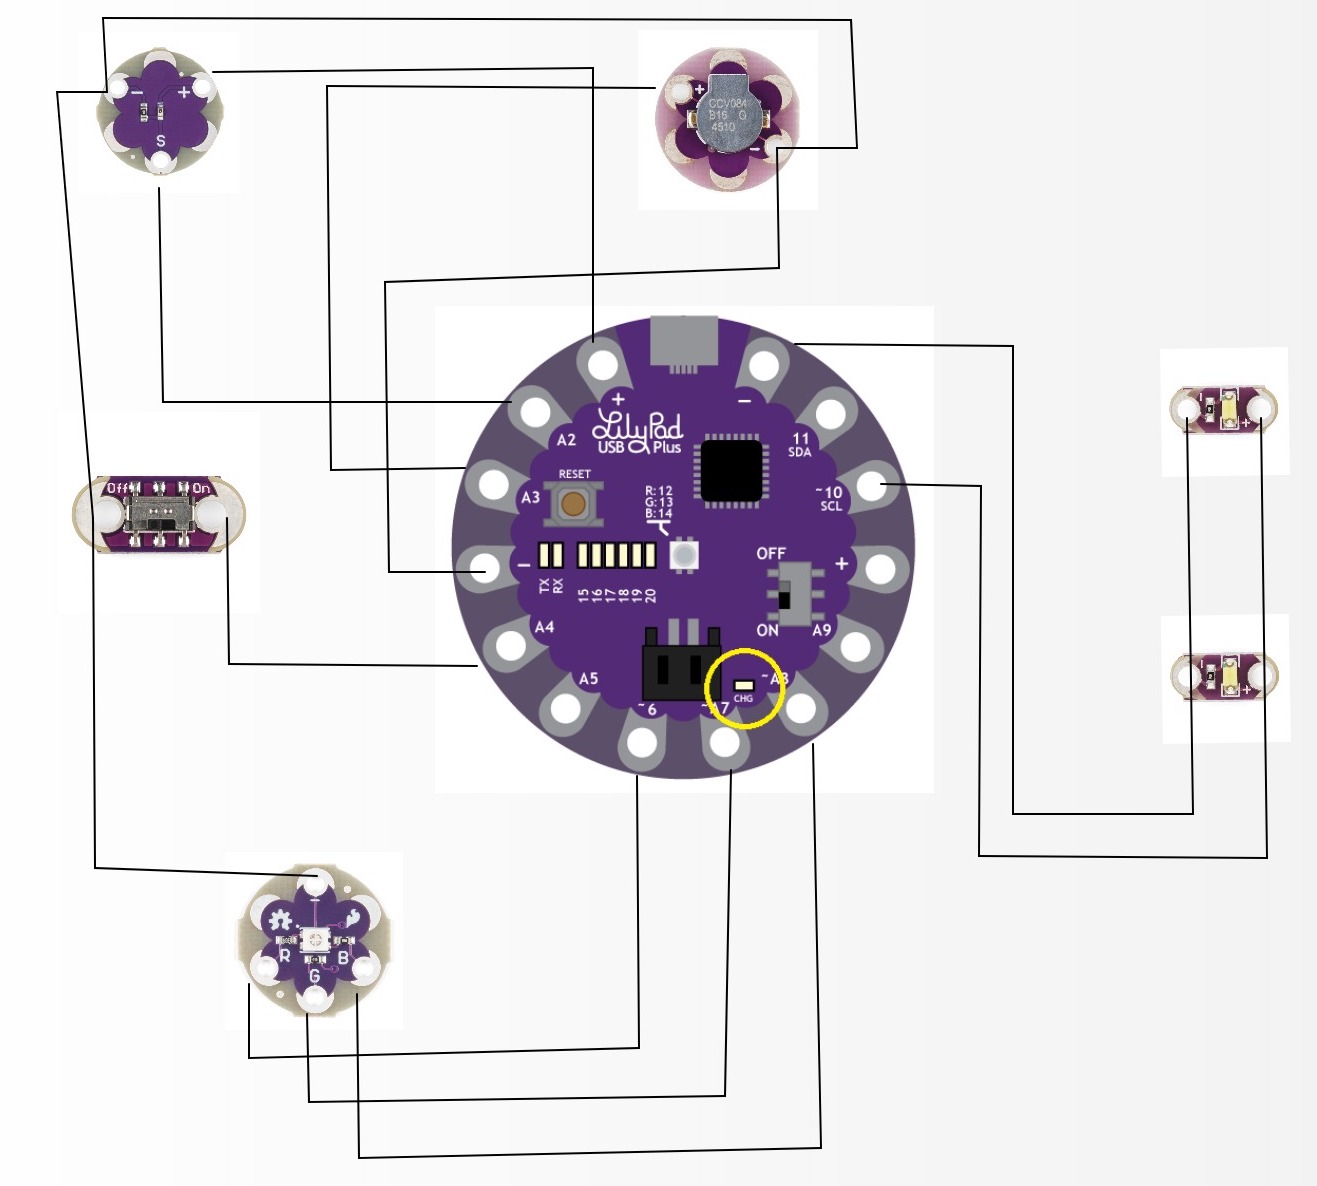 - +
S
+
CCV084
B16 G
4510
-
+ -
A2
LilyPad
USB Plus
11
SDA
RESET
A3
R:12
G:13
B:14
~10
SCL
-
OFF
+
TX
RX
15
16
17
18
19
20
A4
ON
A9
A5
~A8
~6
~A7
CHG
Off
On
- +
- +
-
R
G
B